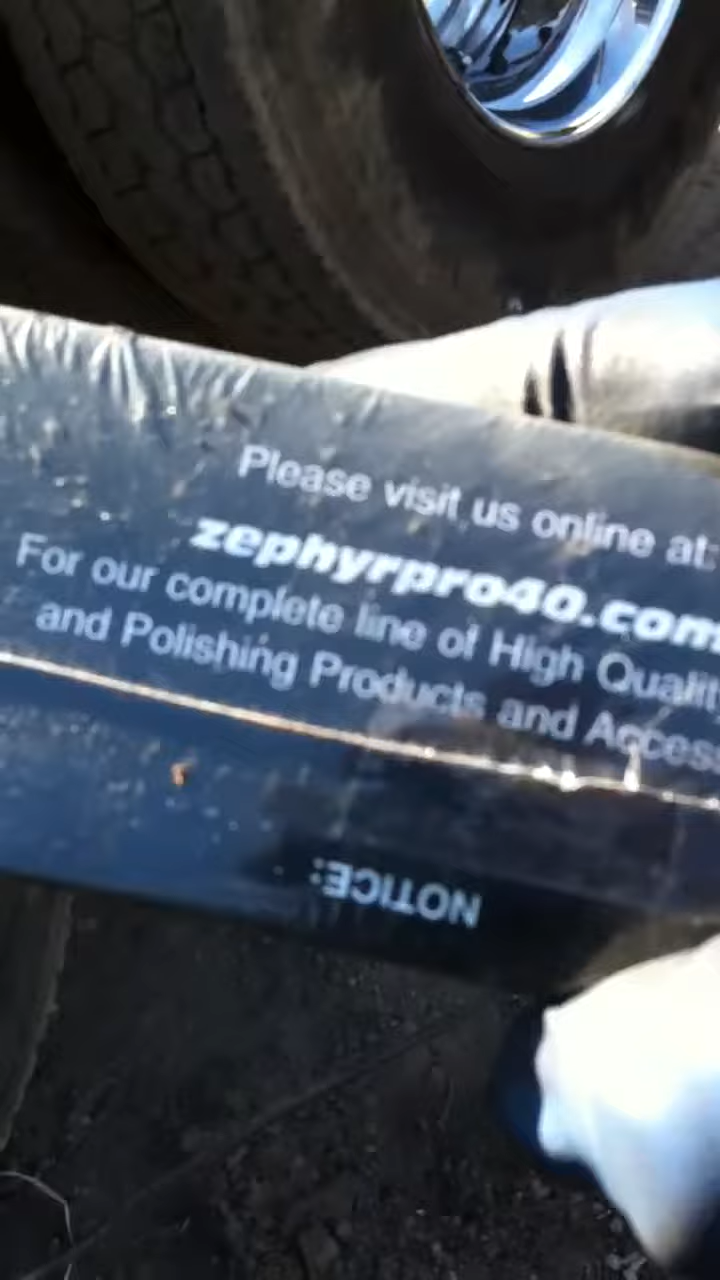 Please visit us online at:
zephyrpro40.com
For our complete line of High Quality
and Polishing Products and Access
NOTICE: